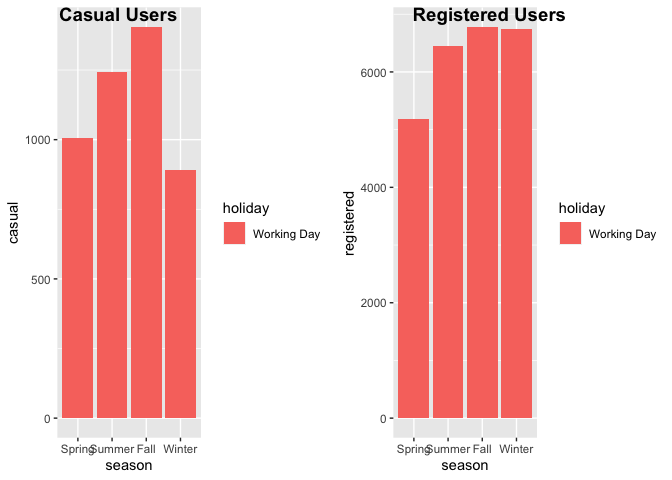 Casual Users
casual
1000
500
0
Spring Summer Fall Winter
season
holiday
Working Day
Registered Users
registered
6000
4000
2000
0
Spring Summer Fall Winter
season
holiday
Working Day